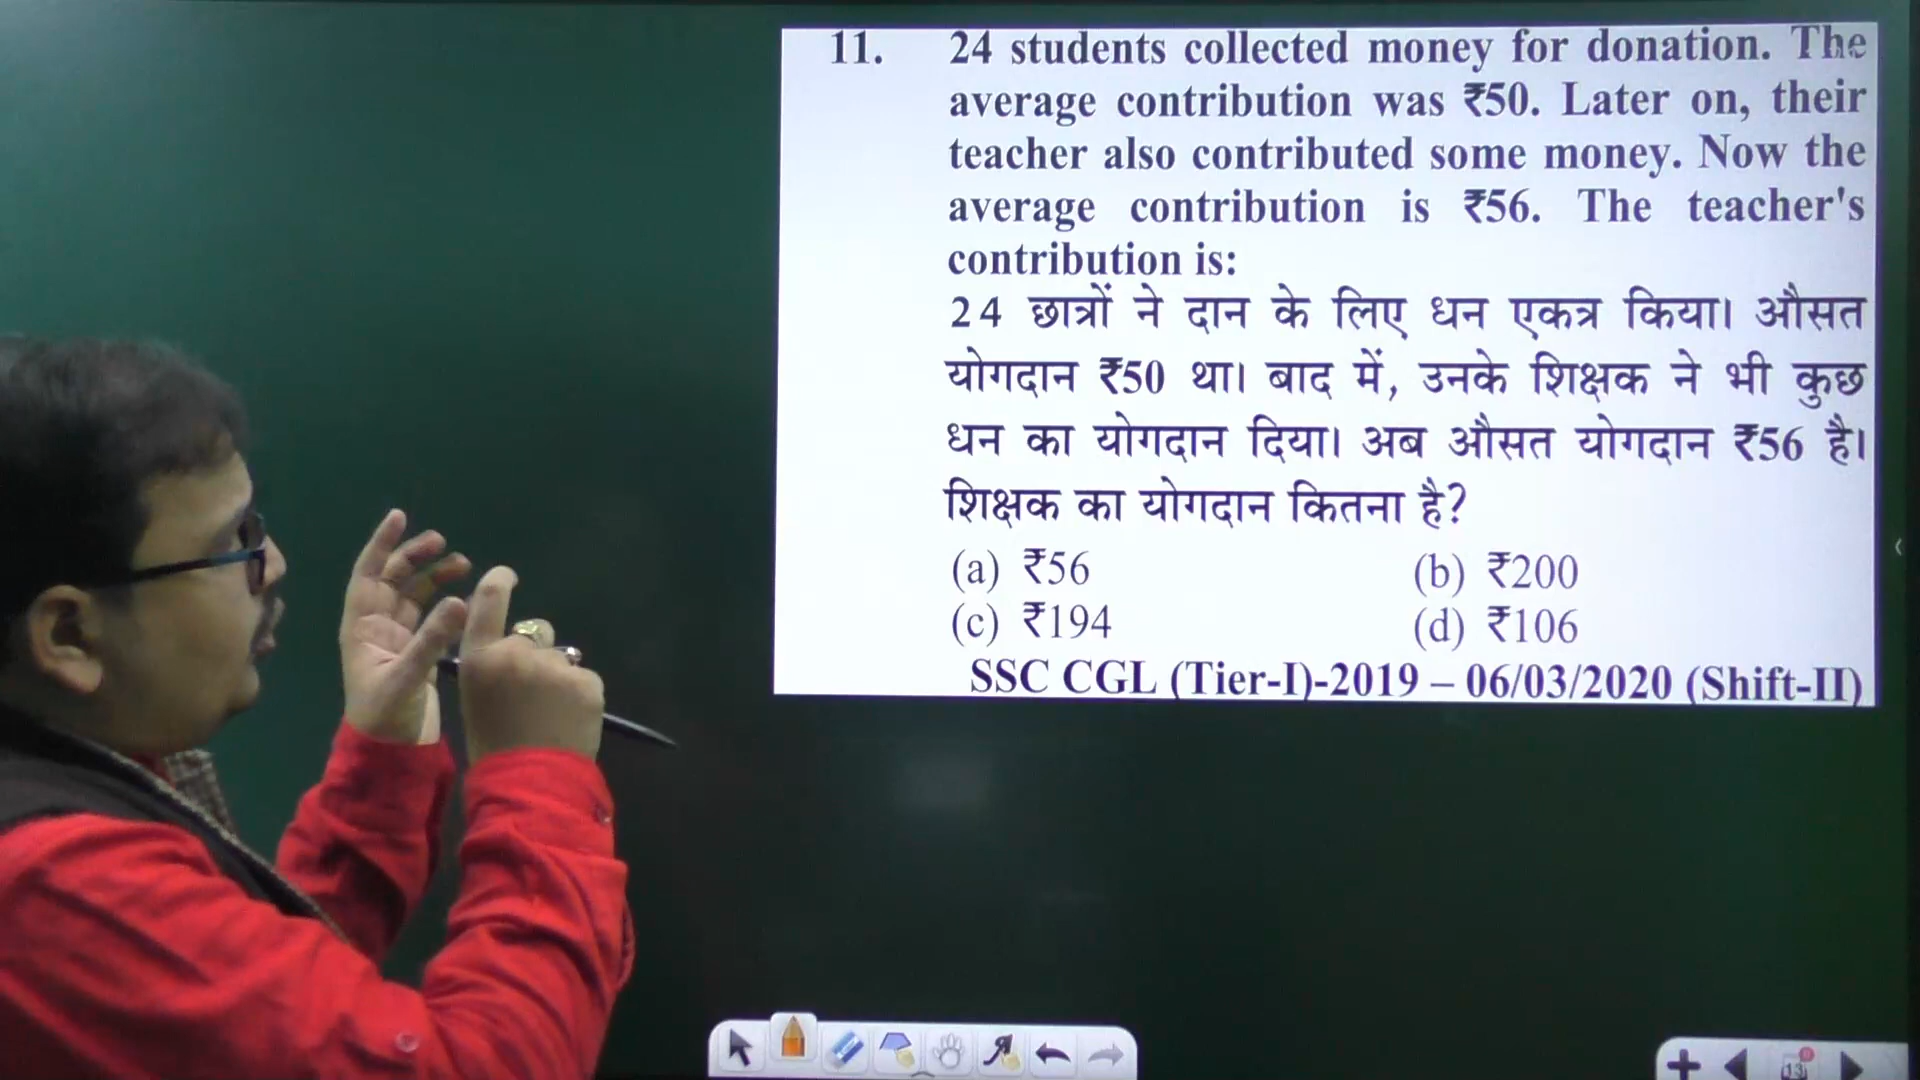 11. 24 students collected money for donation. The
average contribution was ₹50. Later on, their
teacher also contributed some money. Now the
average contribution is ₹56. The teacher's
contribution is:
24 छात्रों ने दान के लिए धन एकत्र किया। औसत
योगदान ₹50 था। बाद में, उनके शिक्षक ने भी कुछ
धन का योगदान दिया। अब औसत योगदान ₹56 है।
शिक्षक का योगदान कितना है?
(a) ₹56 (b) ₹200
(c) ₹194 (d) ₹106
SSC CGL (Tier-I)-2019 – 06/03/2020 (Shift-II)
13